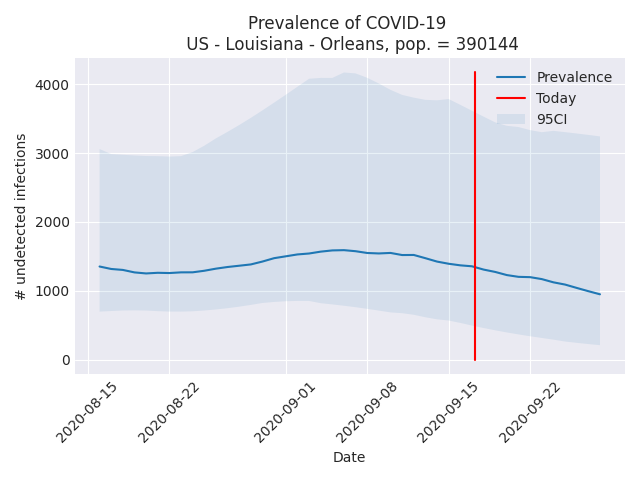 Prevalence of COVID-19
US - Louisiana - Orleans, pop. = 390144
4000
3000
2000
1000
0
# undetected infections
Prevalence
Today
95CI
2020-08-15
2020-08-22
2020-09-01
2020-09-08
2020-09-15
2020-09-22
Date